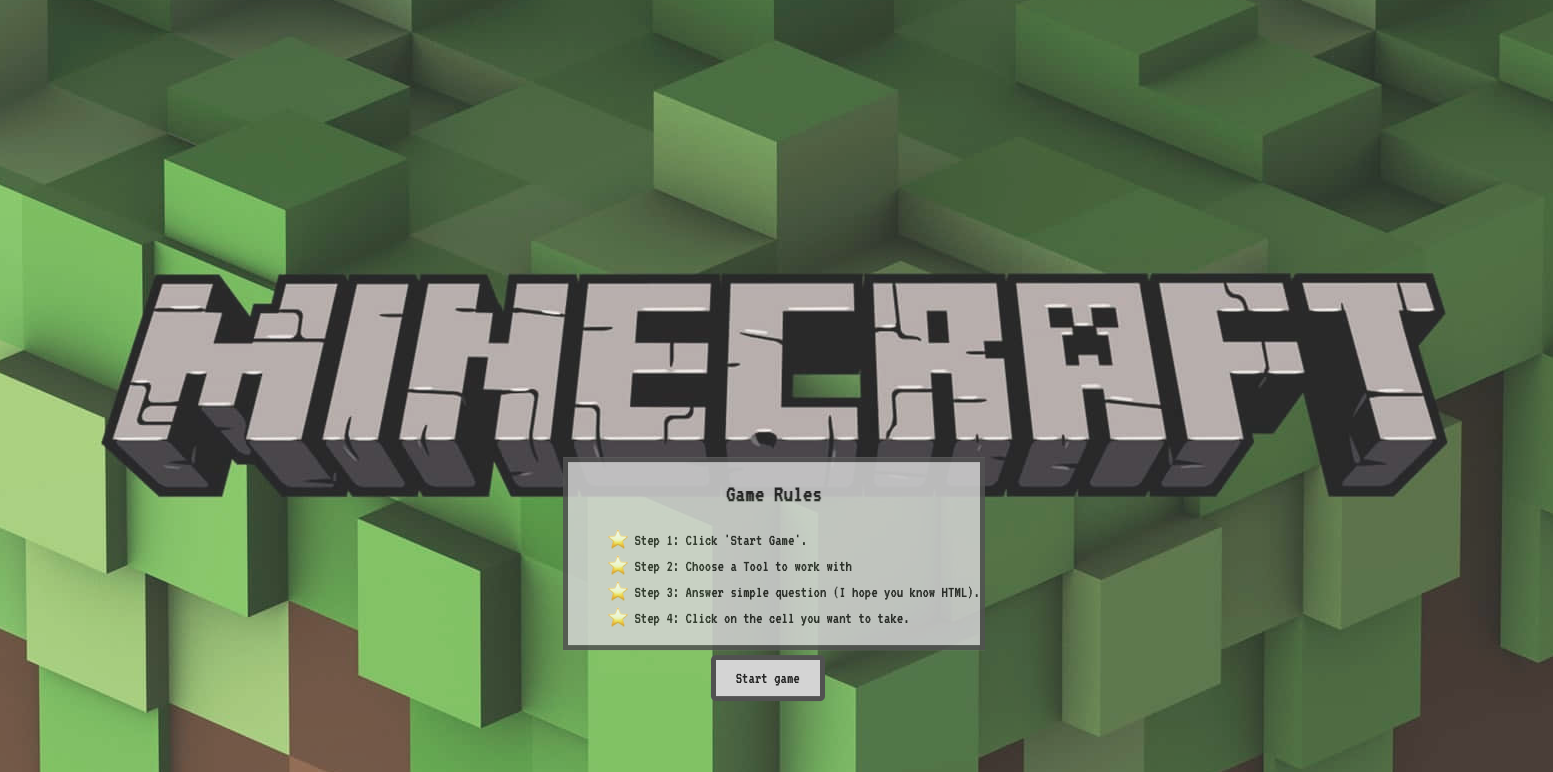 MINECRAFT
Game Rules
Step 1: Click 'Start Game'.
Step 2: Choose a Tool to work with
Step 3: Answer simple question (I hope you know HTML).
Step 4: Click on the cell you want to take.
Start game